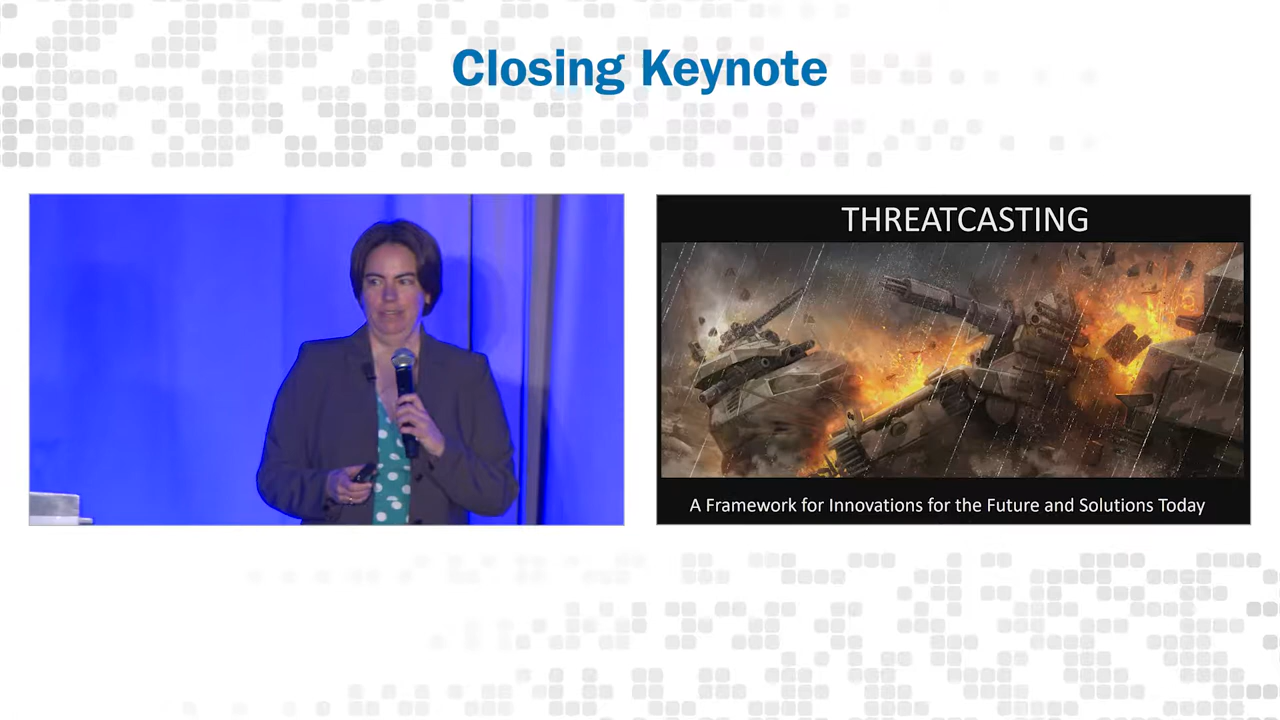 Closing Keynote
THREATCASTING
A Framework for Innovations for the Future and Solutions Today